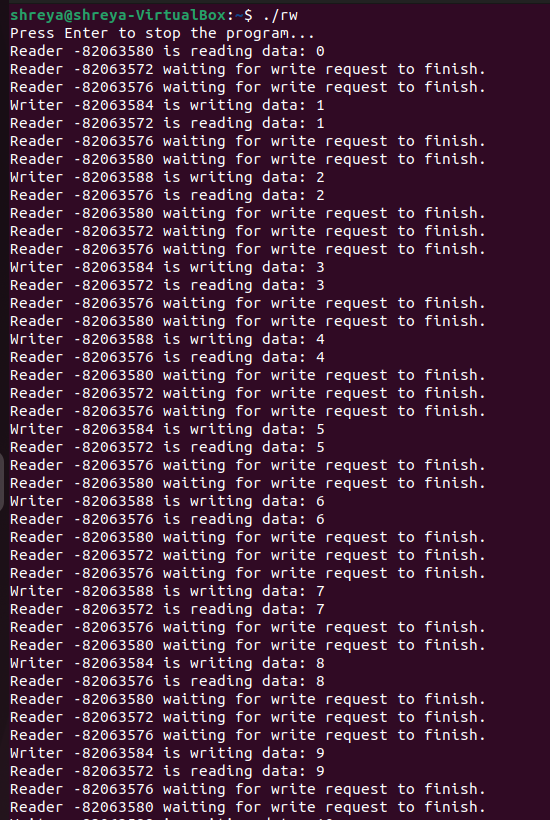 shreya@shreya-VirtualBox:~$ ./rw
Press Enter to stop the program...
Reader -82063580 is reading data: 0
Reader -82063572 waiting for write request to finish.
Reader -82063576 waiting for write request to finish.
Writer -82063584 is writing data: 1
Reader -82063572 is reading data: 1
Reader -82063576 waiting for write request to finish.
Reader -82063580 waiting for write request to finish.
Writer -82063588 is writing data: 2
Reader -82063576 is reading data: 2
Reader -82063580 waiting for write request to finish.
Reader -82063572 waiting for write request to finish.
Reader -82063576 waiting for write request to finish.
Writer -82063584 is writing data: 3
Reader -82063572 is reading data: 3
Reader -82063576 waiting for write request to finish.
Reader -82063580 waiting for write request to finish.
Writer -82063588 is writing data: 4
Reader -82063576 is reading data: 4
Reader -82063580 waiting for write request to finish.
Reader -82063572 waiting for write request to finish.
Reader -82063576 waiting for write request to finish.
Writer -82063584 is writing data: 5
Reader -82063572 is reading data: 5
Reader -82063576 waiting for write request to finish.
Reader -82063580 waiting for write request to finish.
Writer -82063588 is writing data: 6
Reader -82063576 is reading data: 6
Reader -82063580 waiting for write request to finish.
Reader -82063572 waiting for write request to finish.
Reader -82063576 waiting for write request to finish.
Writer -82063588 is writing data: 7
Reader -82063572 is reading data: 7
Reader -82063576 waiting for write request to finish.
Reader -82063580 waiting for write request to finish.
Writer -82063584 is writing data: 8
Reader -82063576 is reading data: 8
Reader -82063580 waiting for write request to finish.
Reader -82063572 waiting for write request to finish.
Reader -82063576 waiting for write request to finish.
Writer -82063584 is writing data: 9
Reader -82063572 is reading data: 9
Reader -82063576 waiting for write request to finish.
Reader -82063580 waiting for write request to finish.